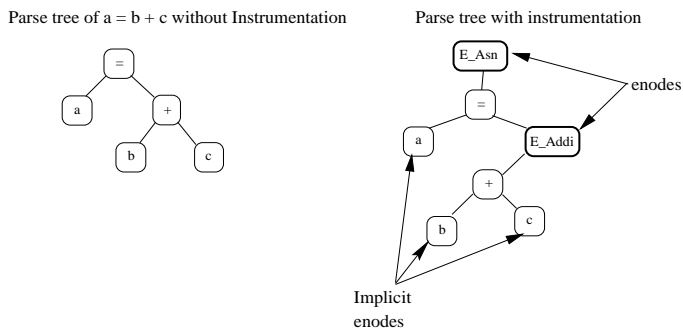 Parse tree of a = b + c without Instrumentation
=
a
+
b
c
Parse tree with instrumentation
E_Asn
enodes
=
a
E_Addi
+
b
c
Implicit
enodes